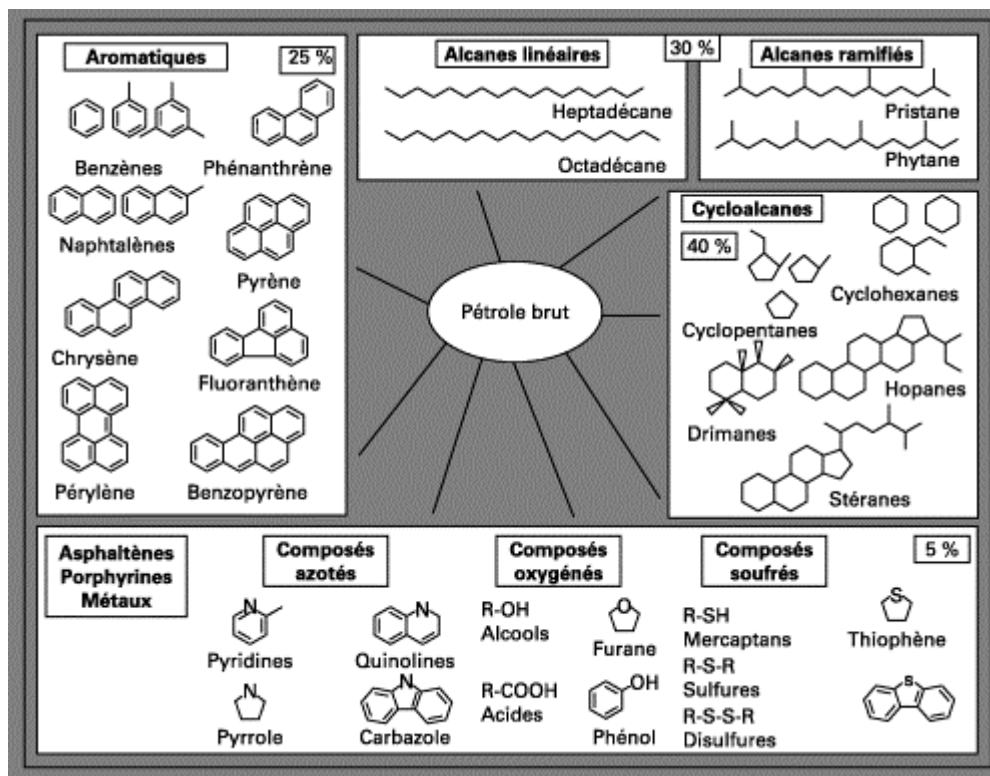 Aromatiques
25 %
Benzènes
Phénanthrène
Naphtalènes
Pyrène
Chrysène
Fluoranthène
Pérylène
Benzopyrène
Alcanes linéaires
30 %
Alcanes ramifiés
Heptadécane
Octadécane
Pristane
Phytane
Pétrole brut
Cycloalcanes
40 %
Cyclohexanes
Cyclopentanes
Hopanes
Drimanes
Stéranes
Asphaltènes
Porphyrines
Métaux
Composés
azotés
N
Pyridines
N
Quinolines
N
Pyrrole
N
Carbazole
Composés
oxygénés
R-OH
Alcools
O
Furane
R-COOH
Acides
OH
Phénol
Composés
soufrés
5 %
R-SH
Mercaptans
R-S-R
Sulfures
R-S-S-R
Disulfures
S
Thiophène
S